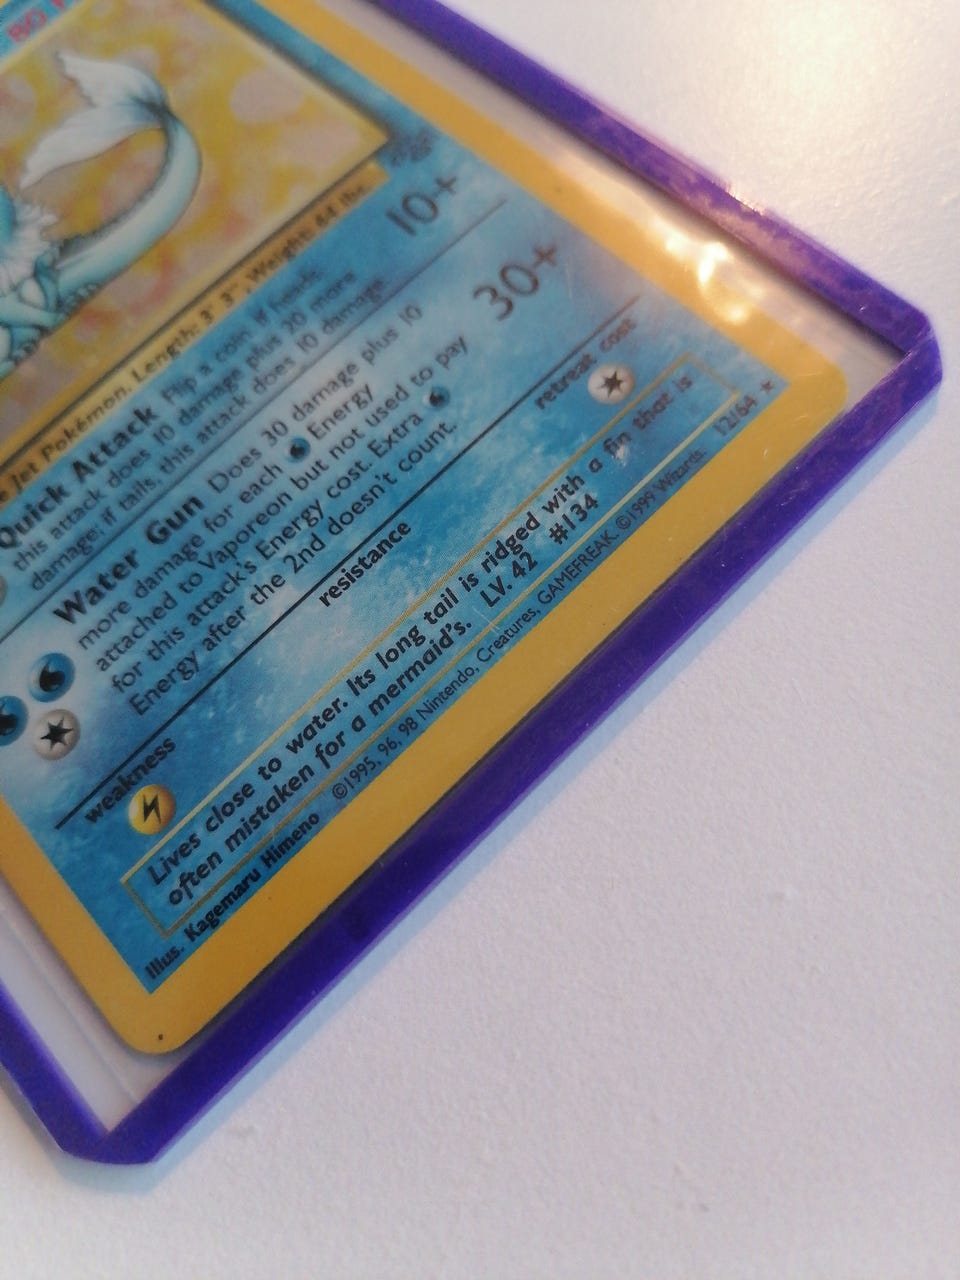 80
Jet Pokémon. Length: 3' 3", Weight: 64 lbs.
Quick Attack Flip a coin. If heads,
this attack does 10 damage plus 20 more
damage; if tails, this attack does 10 damage.
10+
Water Gun Does 30 damage plus 10
more damage for each Energy
attached to Vaporeon but not used to pay
for this attack's Energy cost. Extra
Energy after the 2nd doesn't count.
30+
weakness
resistance
retreat cost
Lives close to water. Its long tail is ridged with a fin that is
often mistaken for a mermaid's. LV. 42 #134
Illus. Kagemaru Himeno
©1995, 96, 98 Nintendo, Creatures, GAMEFREAK. ©1999 Wizards.
12/64 ★